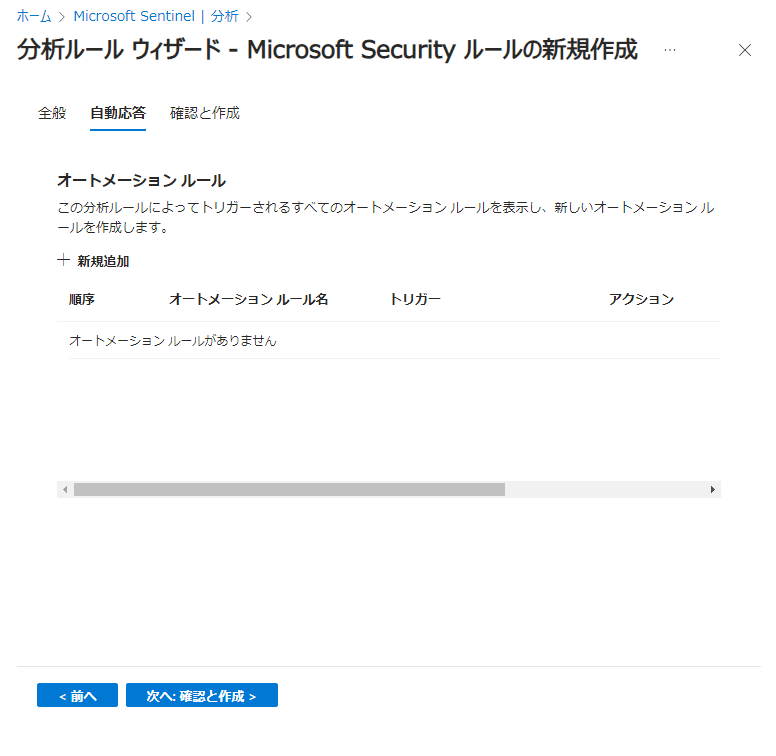 ホーム > Microsoft Sentinel | 分析 >
分析ルール ウィザード - Microsoft Security ルールの新規作成 ...
全般 自動応答 確認と作成
オートメーション ルール
この分析ルールによってトリガーされるすべてのオートメーション ルールを表示し、新しいオートメーション ル
ールを作成します。
+ 新規追加
順序 オートメーション ルール名 トリガー アクション
オートメーション ルールがありません
< 前へ 次へ: 確認と作成 >